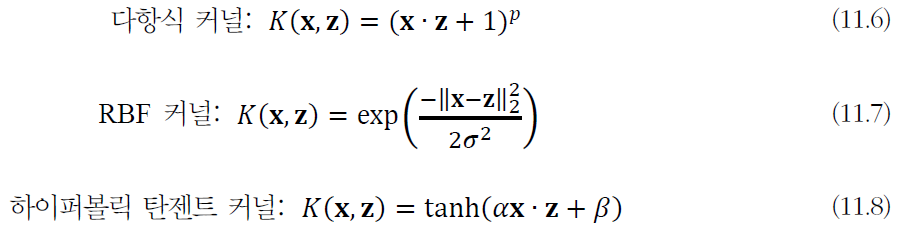 다항식 커널: K(x, z) = (x · z + 1)^p (11.6)
RBF 커널: K(x, z) = exp(−‖x−z‖₂² / 2σ²) (11.7)
하이퍼볼릭 탄젠트 커널: K(x, z) = tanh(αx · z + β) (11.8)